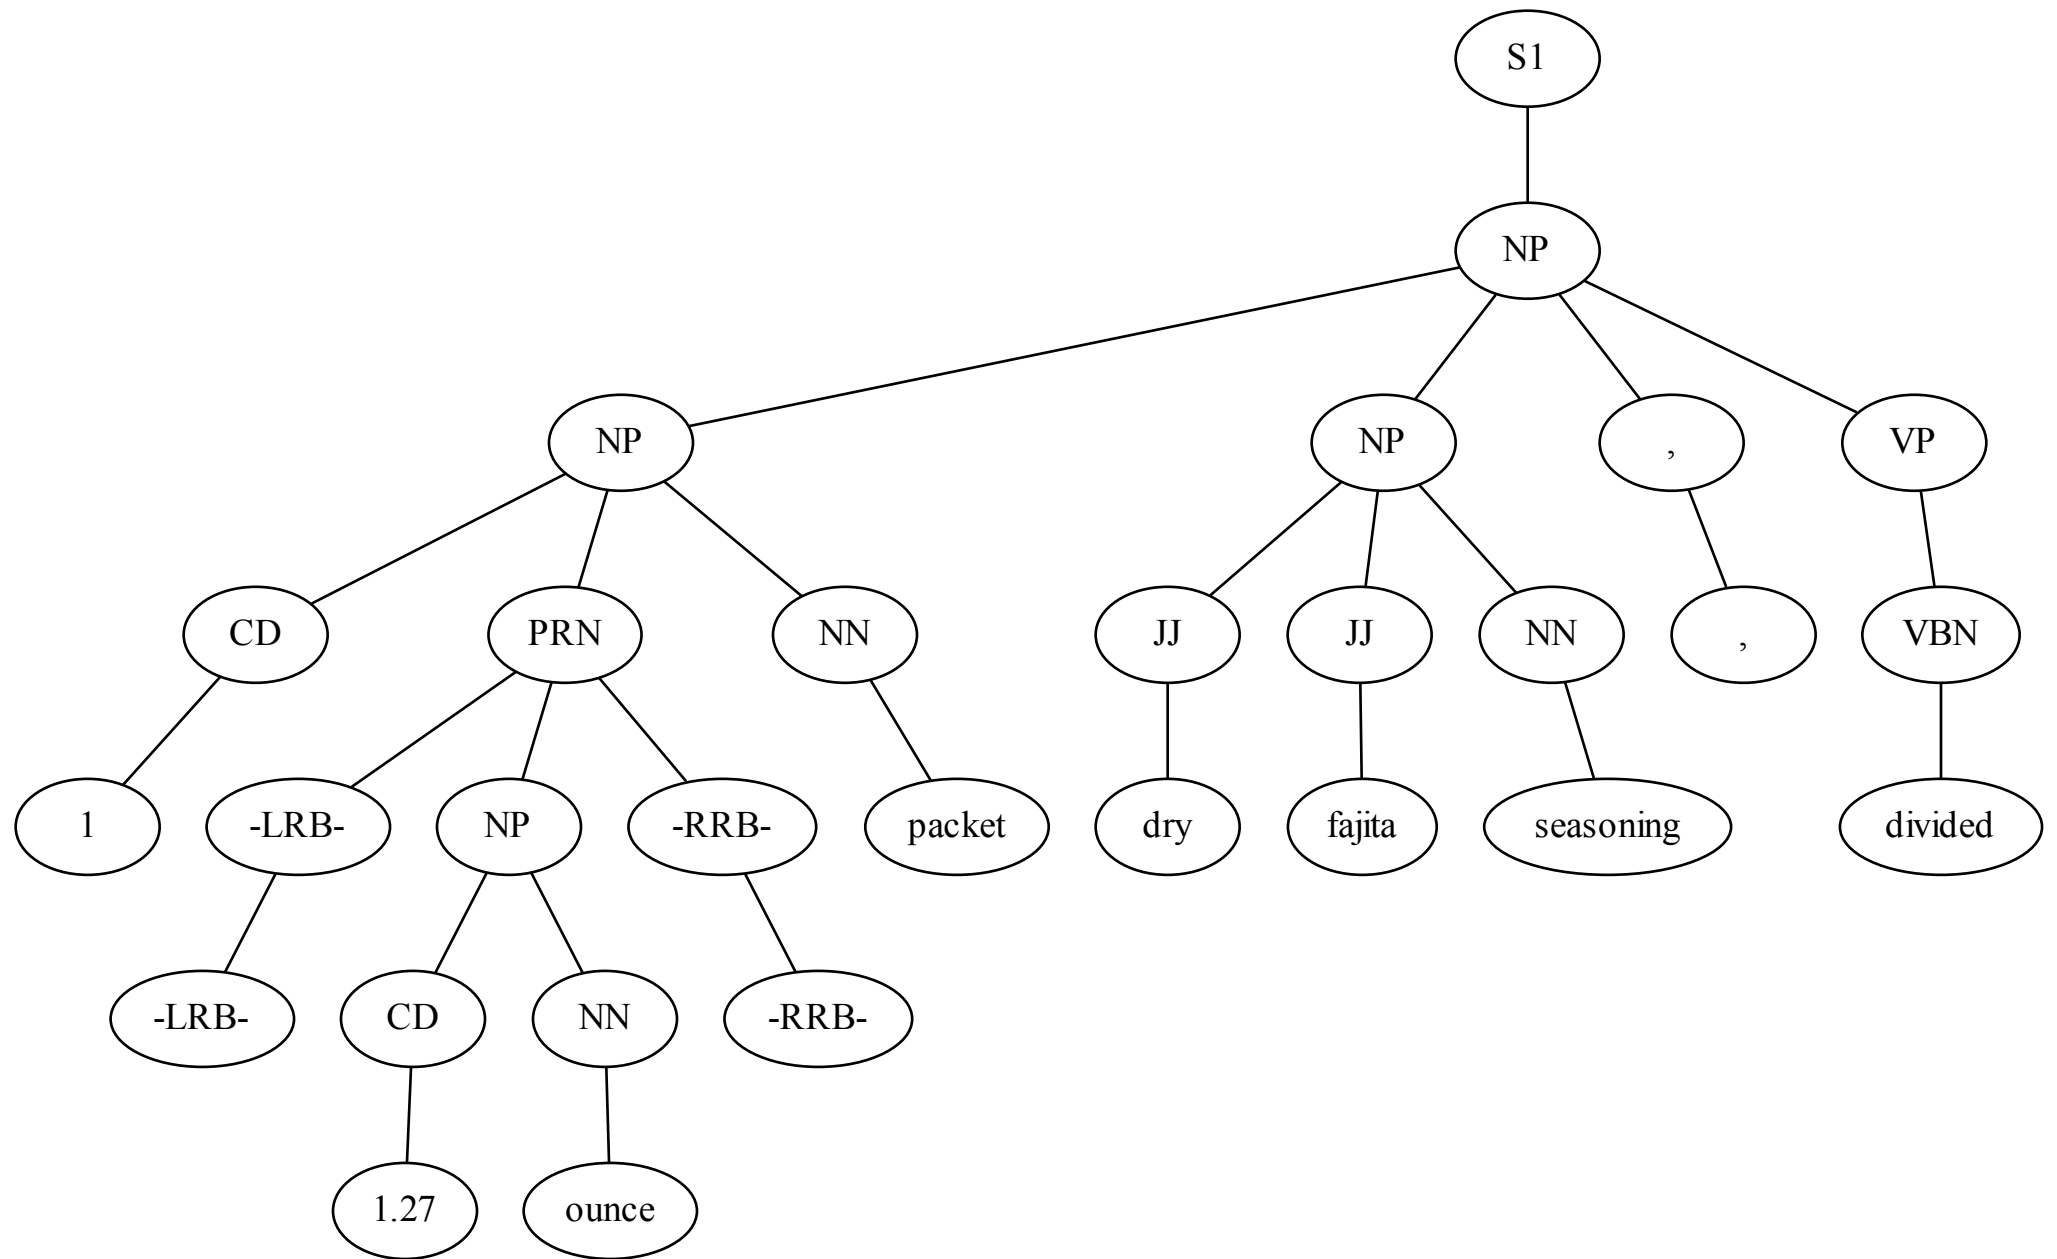 S1
NP
NP NP , VP
CD PRN NN JJ JJ NN , VBN
1 -LRB- NP -RRB- packet dry fajita seasoning divided
-LRB- CD NN -RRB-
1.27 ounce